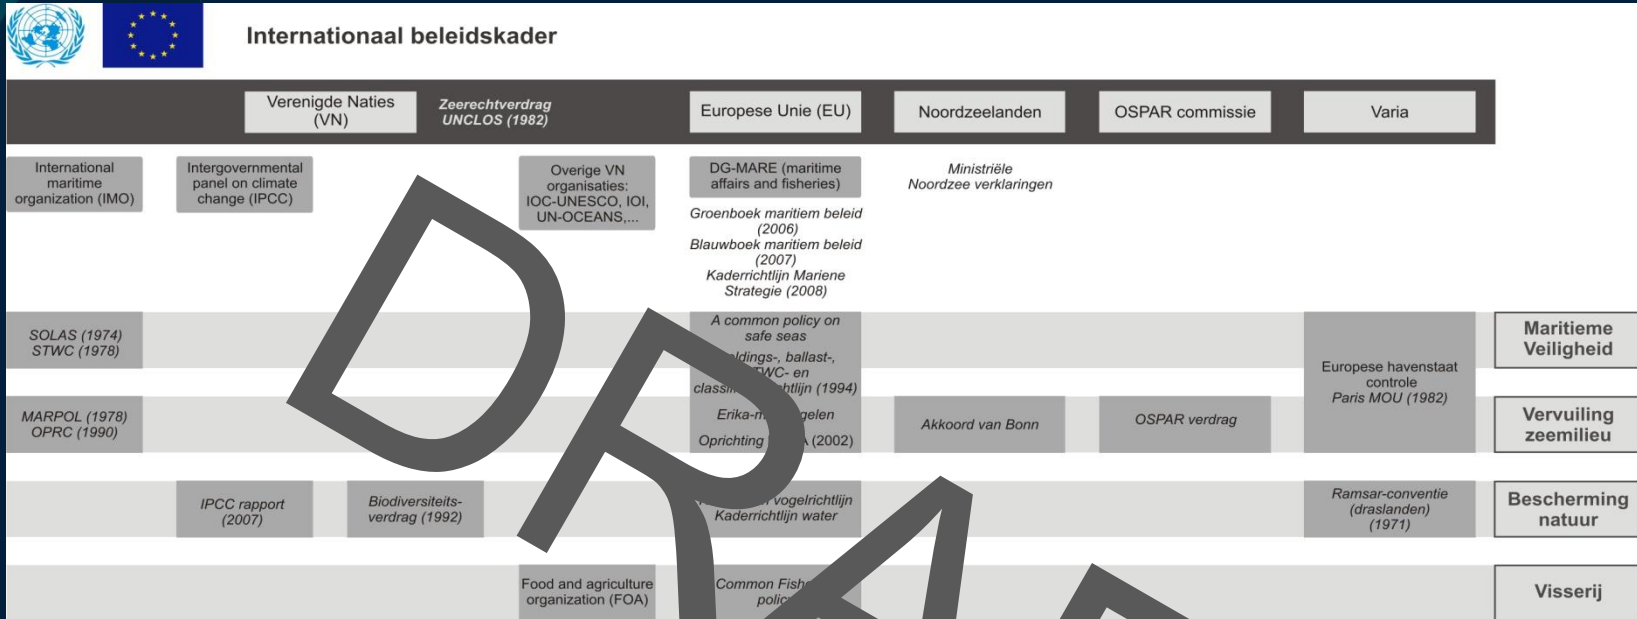 Internationaal beleidskader
Verenigde Naties
(VN)
Zeerechtverdrag
UNCLOS (1982)
Europese Unie (EU)
Noordzeelanden
OSPAR commissie
Varia
International
maritime
organization (IMO)
Intergovernmental
panel on climate
change (IPCC)
Overige VN
organisaties:
IOC-UNESCO, IOI,
UN-OCEANS,...
DG-MARE (maritime
affairs and fisheries)
Groenboek maritiem beleid
(2006)
Blauwboek maritiem beleid
(2007)
Kaderrichtlijn Mariene
Strategie (2008)
Ministriële
Noordzee verklaringen
SOLAS (1974)
STWC (1978)
A common policy on
safe seas
ballast-,
en
(1994)
Europese havenstaat
controle
Paris MOU (1982)
Maritieme
Veiligheid
MARPOL (1978)
OPRC (1990)
Oprichting (2002)
Akkoord van Bonn
OSPAR verdrag
Vervuiling
zeemilieu
IPCC rapport
(2007)
Biodiversiteits-
verdrag (1992)
vogelrichtlijn
Kaderrichtlijn water
Ramsar-conventie
(draslanden)
(1971)
Bescherming
natuur
Food and agriculture
organization (FOA)
Common
Visserij